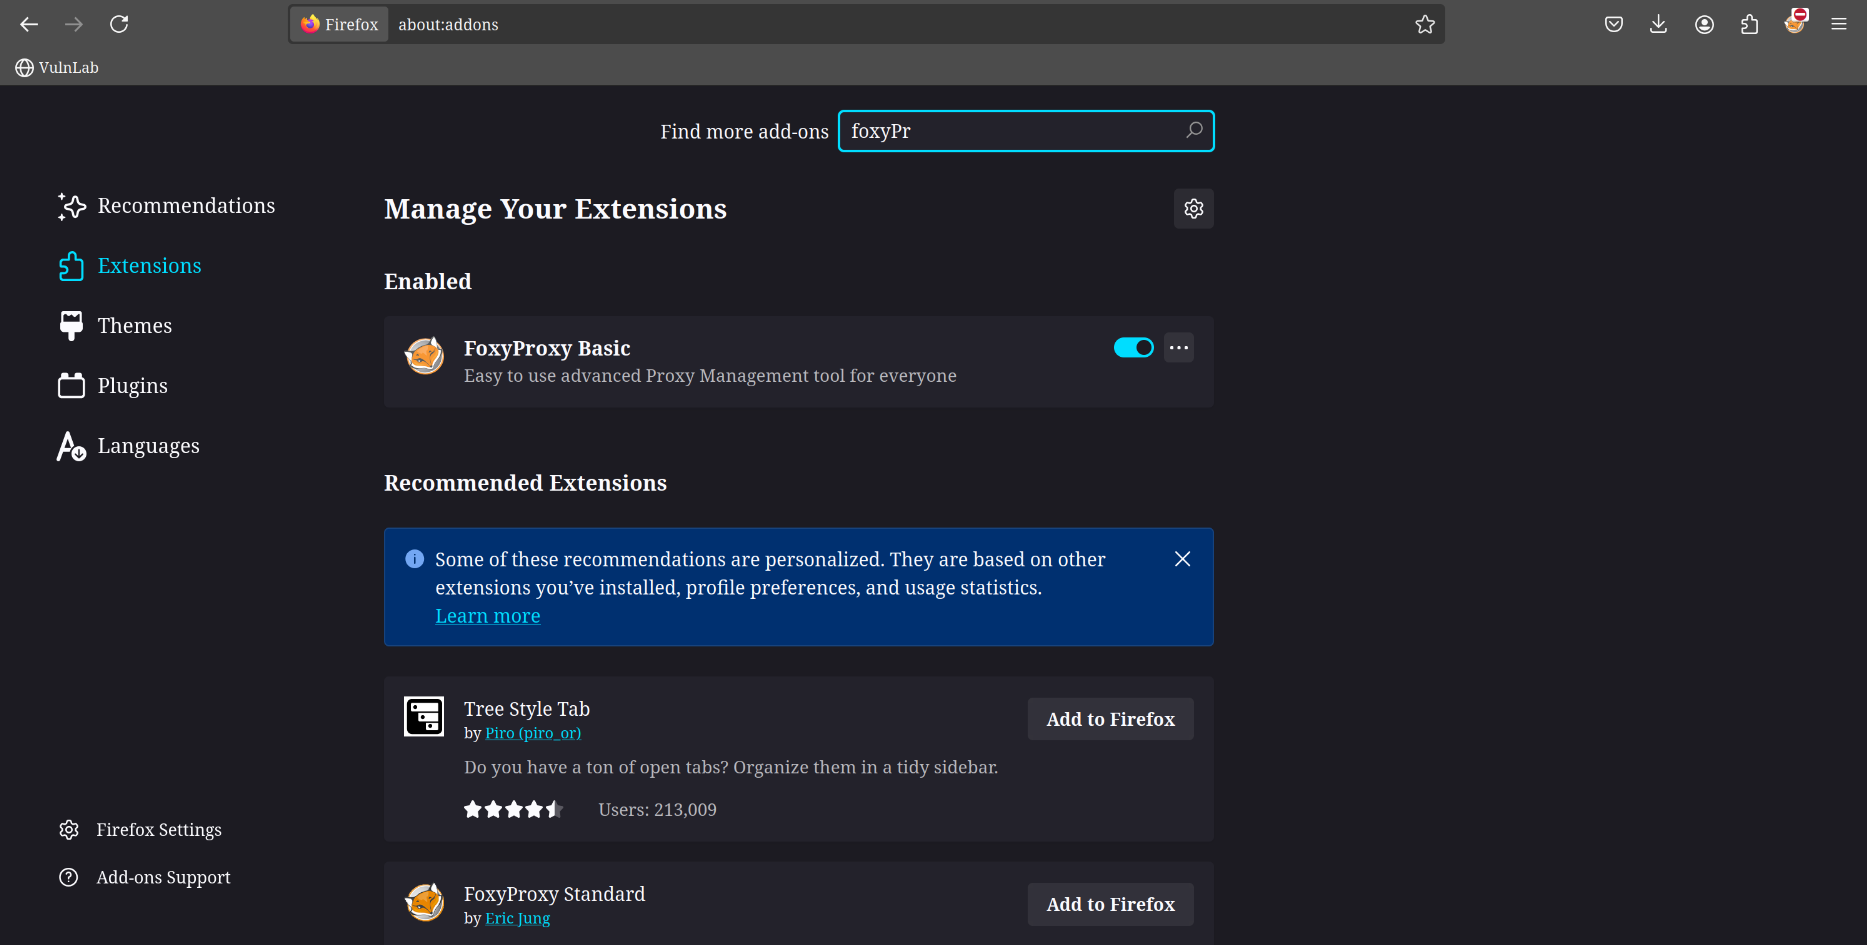 Firefox about:addons
VulnLab
Find more add-ons foxyPr
Recommendations
Extensions
Themes
Plugins
Languages
Firefox Settings
Add-ons Support
Manage Your Extensions
Enabled
FoxyProxy Basic
Easy to use advanced Proxy Management tool for everyone
Recommended Extensions
Some of these recommendations are personalized. They are based on other
extensions you’ve installed, profile preferences, and usage statistics.
Learn more
Tree Style Tab
by Piro (piro_or)
Add to Firefox
Do you have a ton of open tabs? Organize them in a tidy sidebar.
Users: 213,009
FoxyProxy Standard
by Eric Jung
Add to Firefox